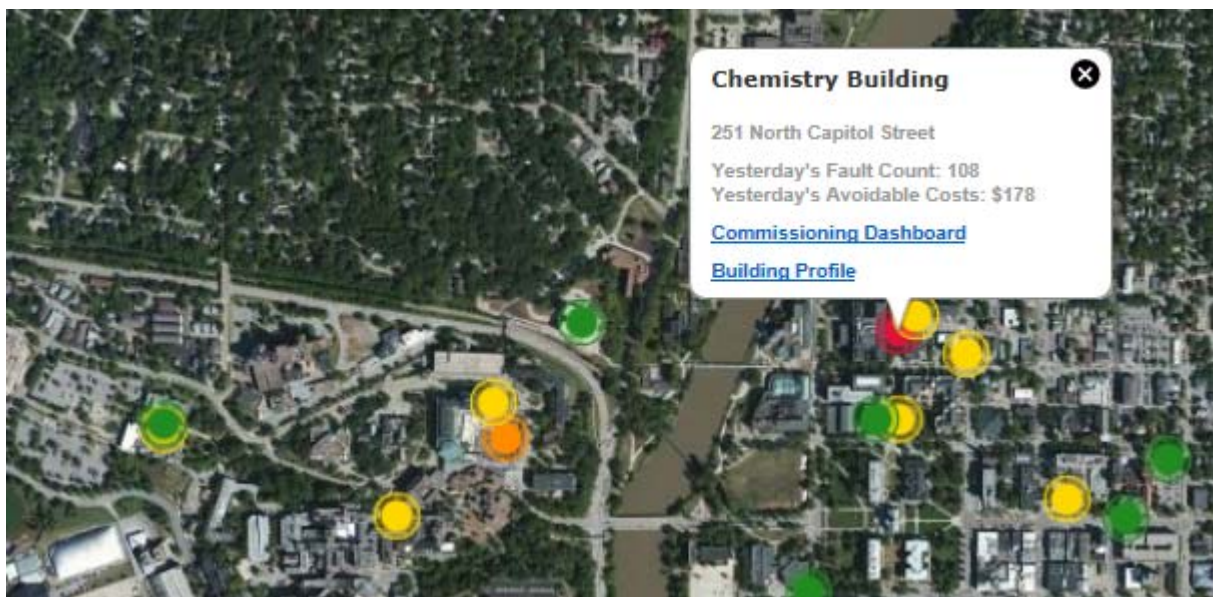 Chemistry Building
251 North Capitol Street
Yesterday's Fault Count: 108
Yesterday's Avoidable Costs: $178
Commissioning Dashboard
Building Profile